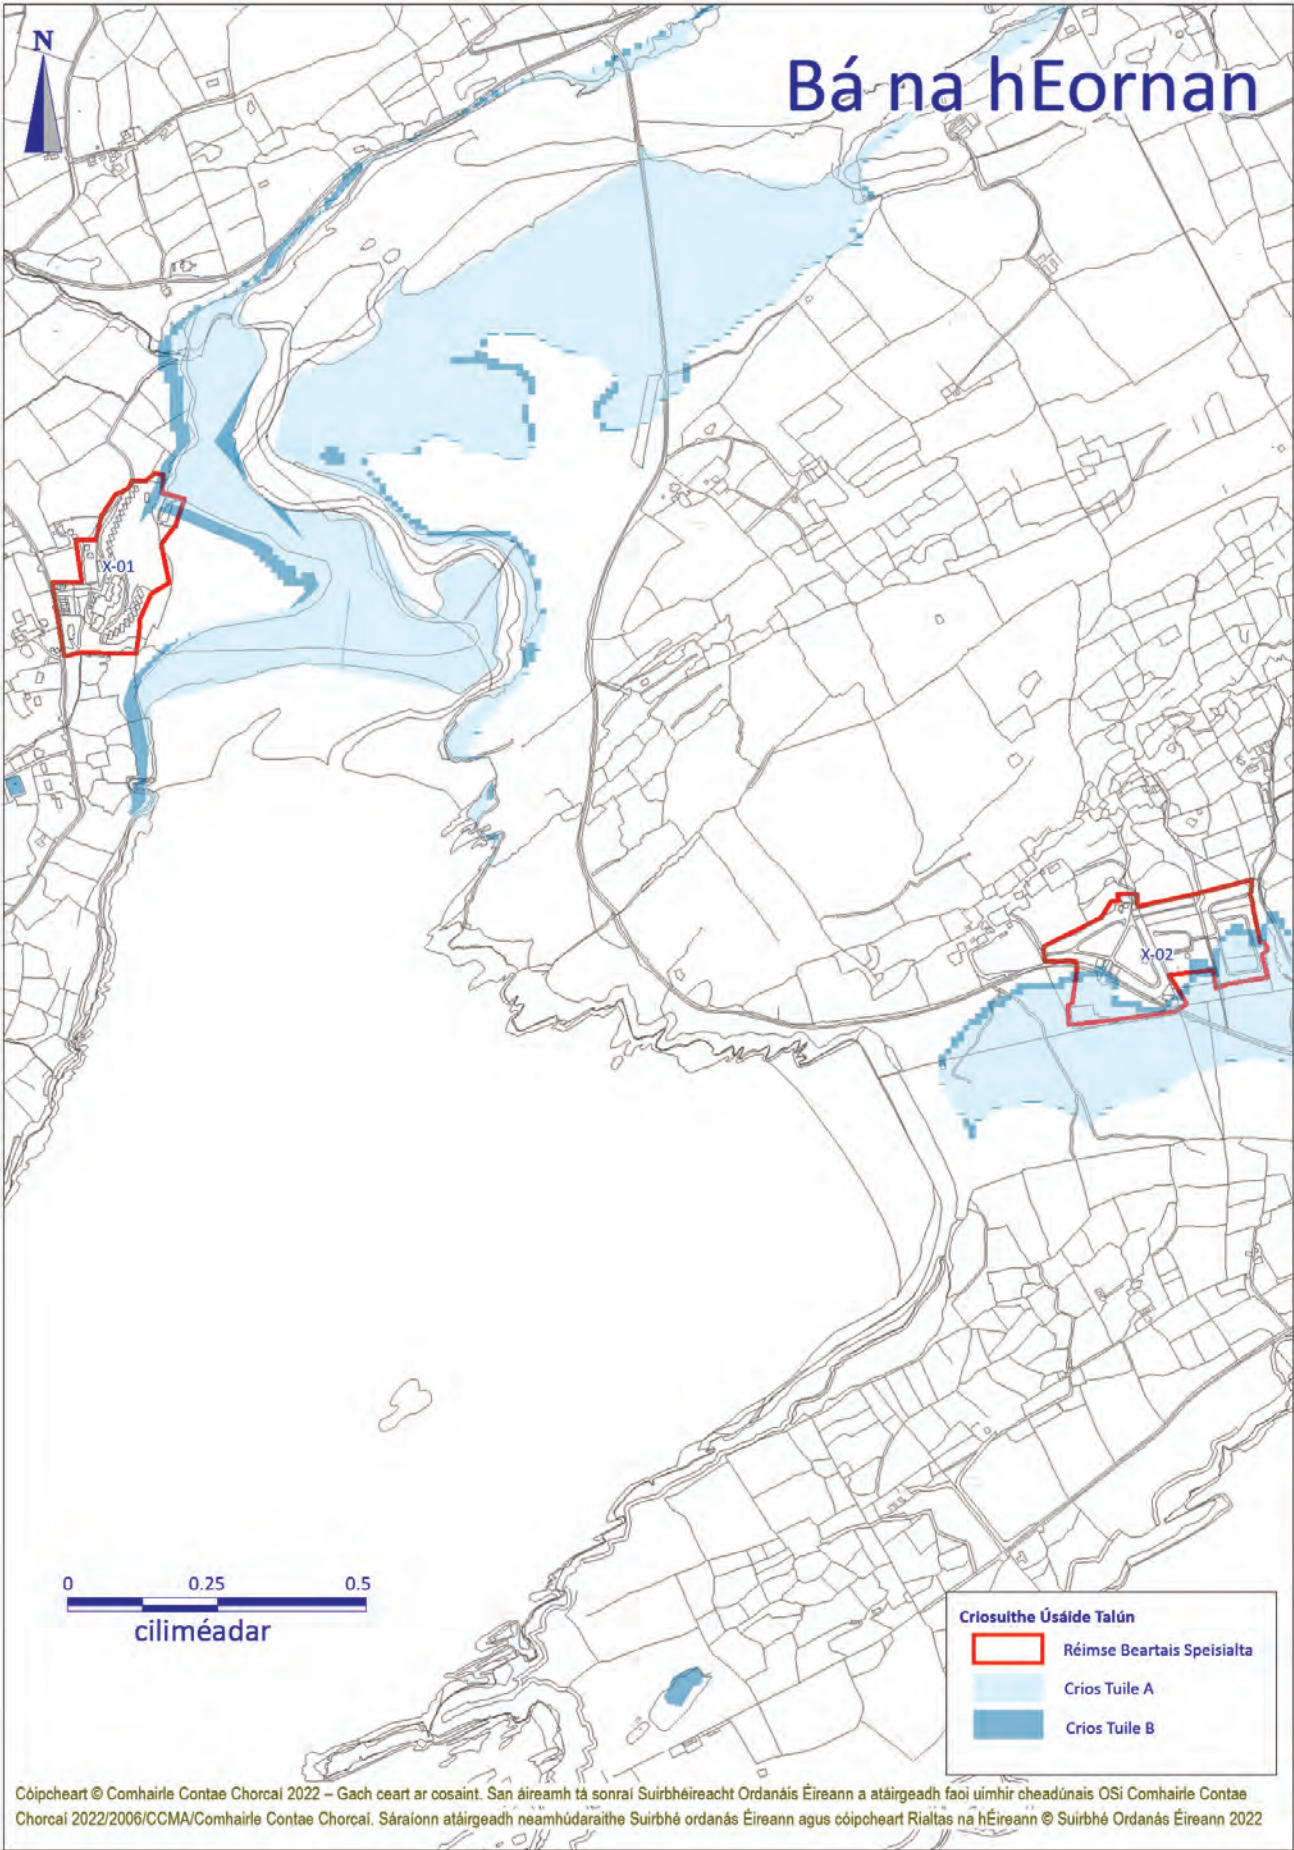 N
Bá na hEornan
X-01
X-02
0 0.25 0.5
ciliméadar
Criosuithe Úsáide Talún
Réimse Beartais Speisialta
Crios Tuile A
Crios Tuile B
Cóipcheart © Comhairle Contae Chorcaí 2022 – Gach ceart ar cosaint. San áireamh tá sonraí Suirbhéireacht Ordanáis Éireann a atáirgeadh faoi uimhir cheadúnais OSi Comhairle Contae
Chorcaí 2022/2006/CCMA/Comhairle Contae Chorcaí. Sáraíonn atáirgeadh neamhúdaraithe Suirbhé ordanás Éireann agus cóipcheart Rialtas na hÉireann © Suirbhé Ordanás Éireann 2022